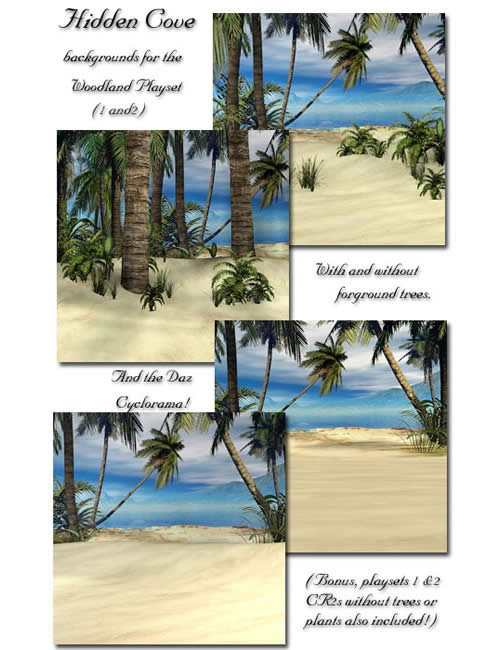 Hidden Cove
backgrounds for the
Woodland Playset
(1 and2)
With and without
forground trees.
And the Daz
Cyclorama!
(Bonus, playsets 1 &2
CR2s without trees or
plants also included!)